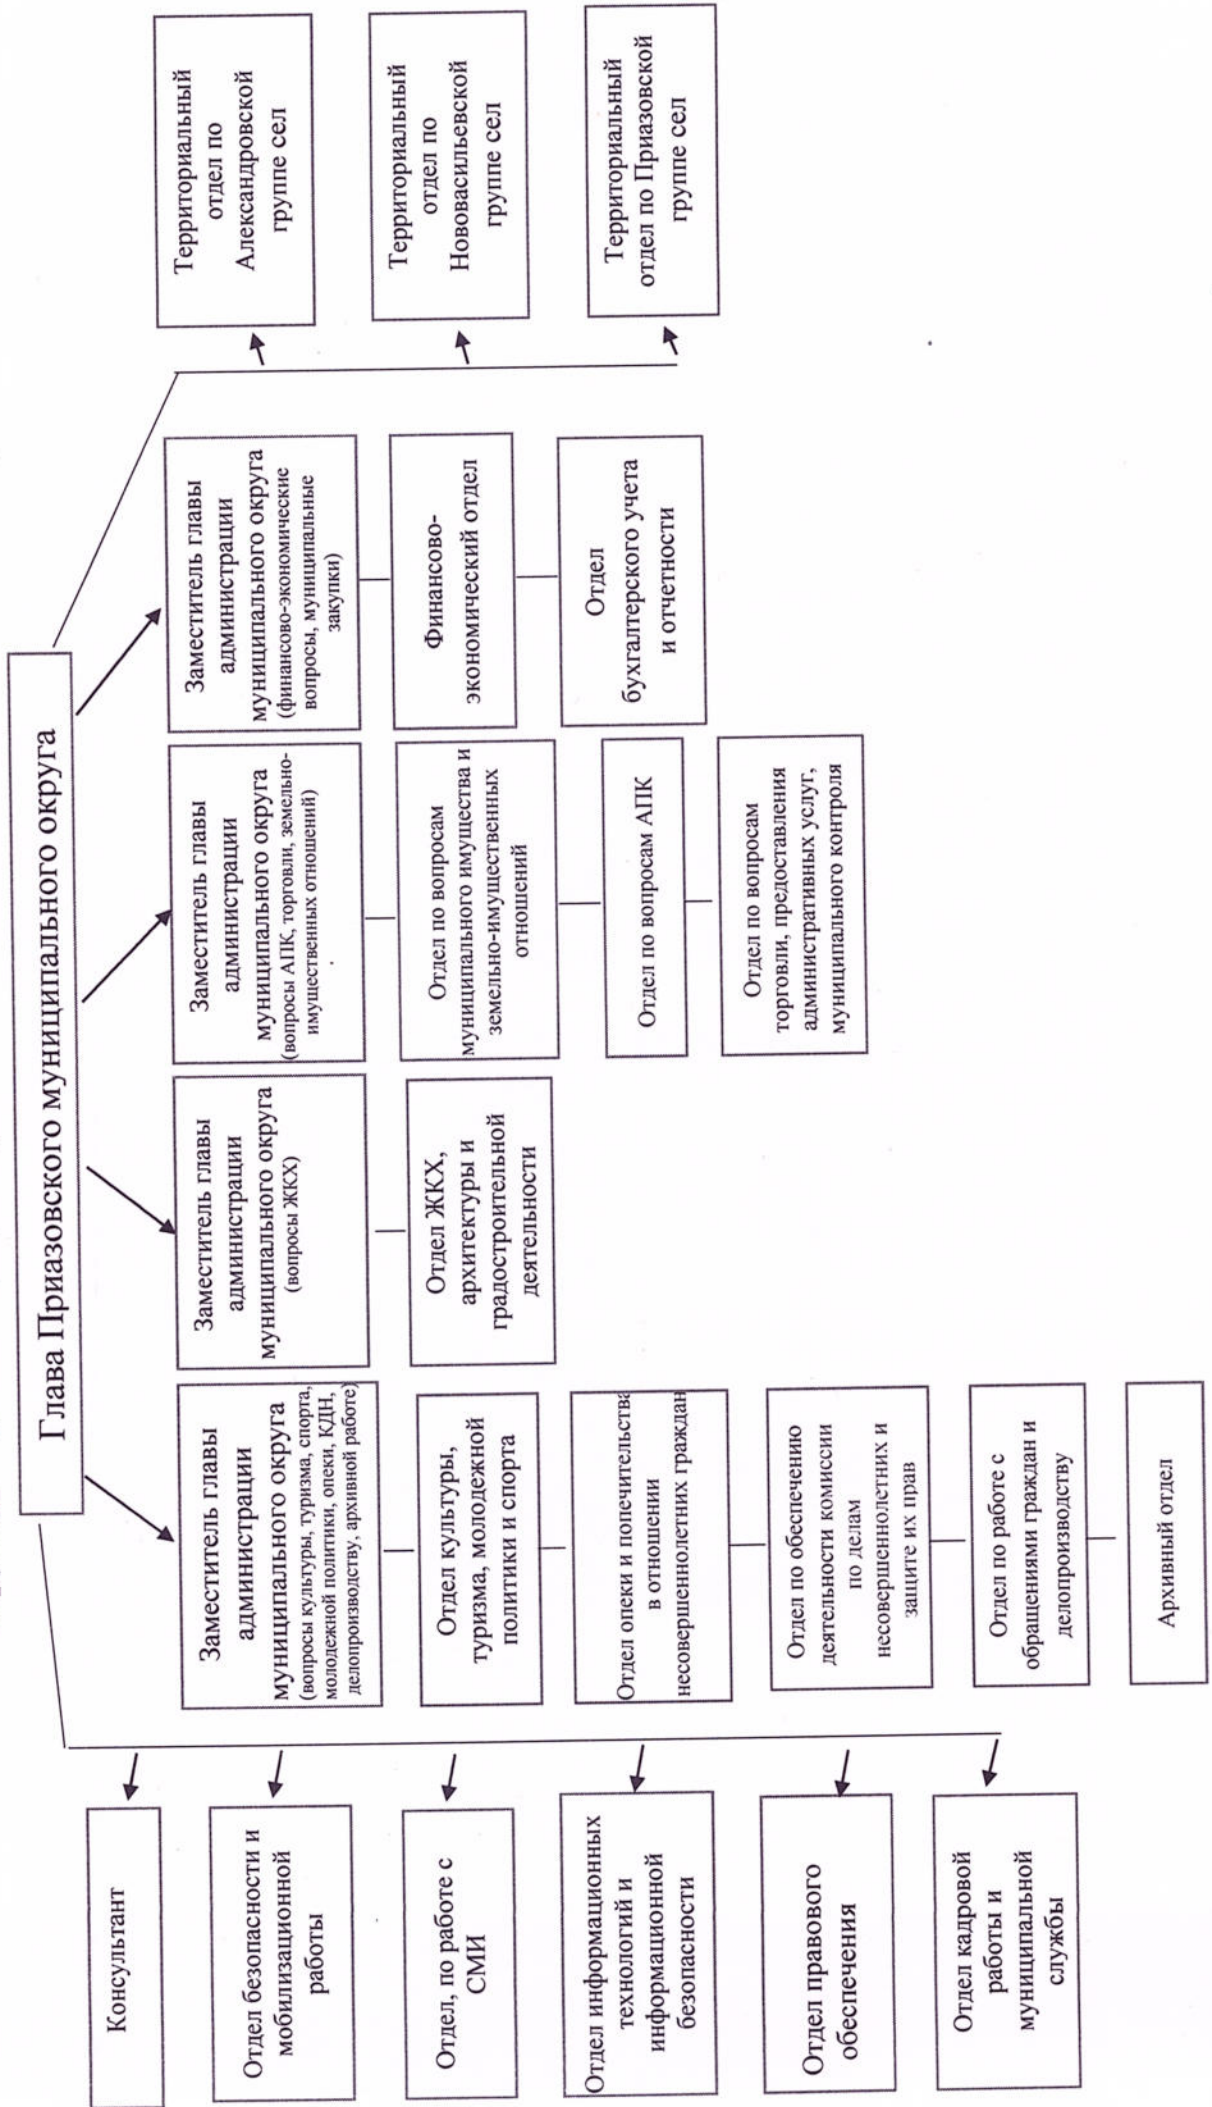 Глава Приазовского муниципального округа
Консультант
Отдел безопасности и
мобилизационной
работы
Отдел, по работе с
СМИ
Отдел информационных
технологий и
информационной
безопасности
Отдел правового
обеспечения
Отдел кадровой
работы и
муниципальной
службы
Заместитель главы
администрации
муниципального округа
(вопросы культуры, туризма, спорта,
молодежной политики, опеки, КДН,
делопроизводству, архивной работе)
Отдел культуры,
туризма, молодежной
политики и спорта
Отдел опеки и попечительства
в отношении
несовершеннолетних граждан
Отдел по обеспечению
деятельности комиссии
по делам
несовершеннолетних и
защите их прав
Отдел по работе с
обращениями граждан и
делопроизводству
Архивный отдел
Заместитель главы
администрации
муниципального округа
(вопросы ЖКХ)
Отдел ЖКХ,
архитектуры и
градостроительной
деятельности
Заместитель главы
администрации
муниципального округа
(вопросы АПК, торговли, земельно-
имущественных отношений)
Отдел по вопросам
муниципального имущества и
земельно-имущественных
отношений
Отдел по вопросам АПК
Отдел по вопросам
торговли, предоставления
административных услуг,
муниципального контроля
Заместитель главы
администрации
муниципального округа
(финансово-экономические
вопросы, муниципальные
закупки)
Финансово-
экономический отдел
Отдел
бухгалтерского учета
и отчетности
Территориальный
отдел по
Александровской
группе сел
Территориальный
отдел по
Нововасильевской
группе сел
Территориальный
отдел по Приазовской
группе сел